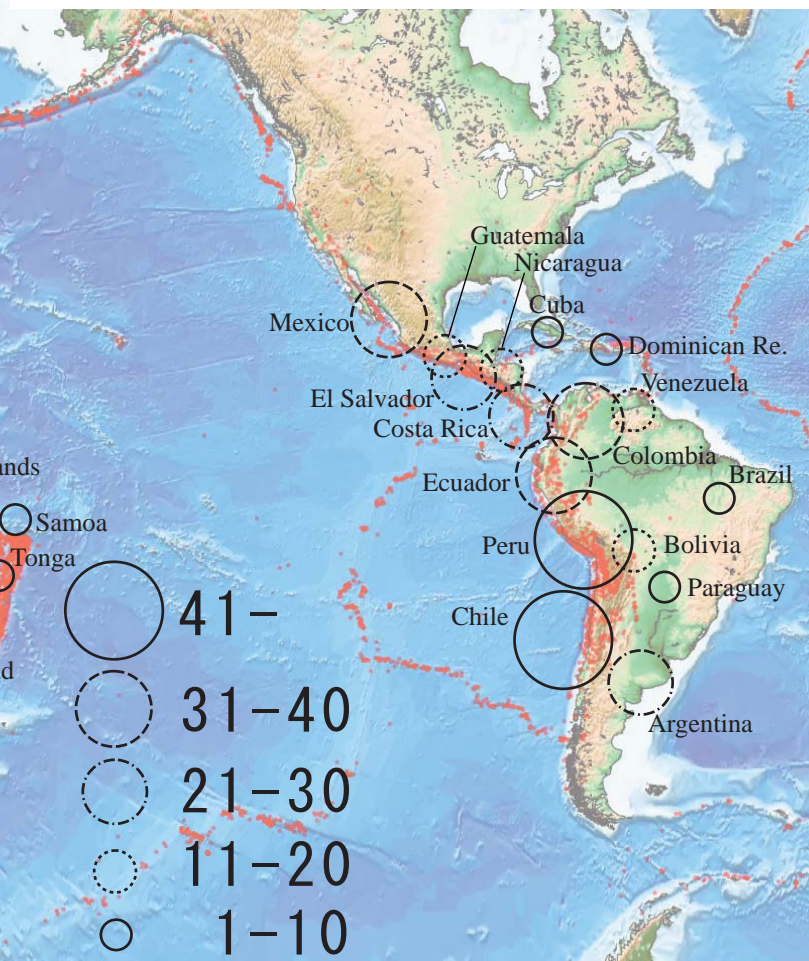 Guatemala
Nicaragua
Cuba
Mexico
Dominican Re.
Venezuela
El Salvador
Costa Rica
Colombia
ands
Ecuador
Brazil
Samoa
Peru
Bolivia
Tonga
Paraguay
41-
Chile
d
31-40
Argentina
21-30
11-20
1-10